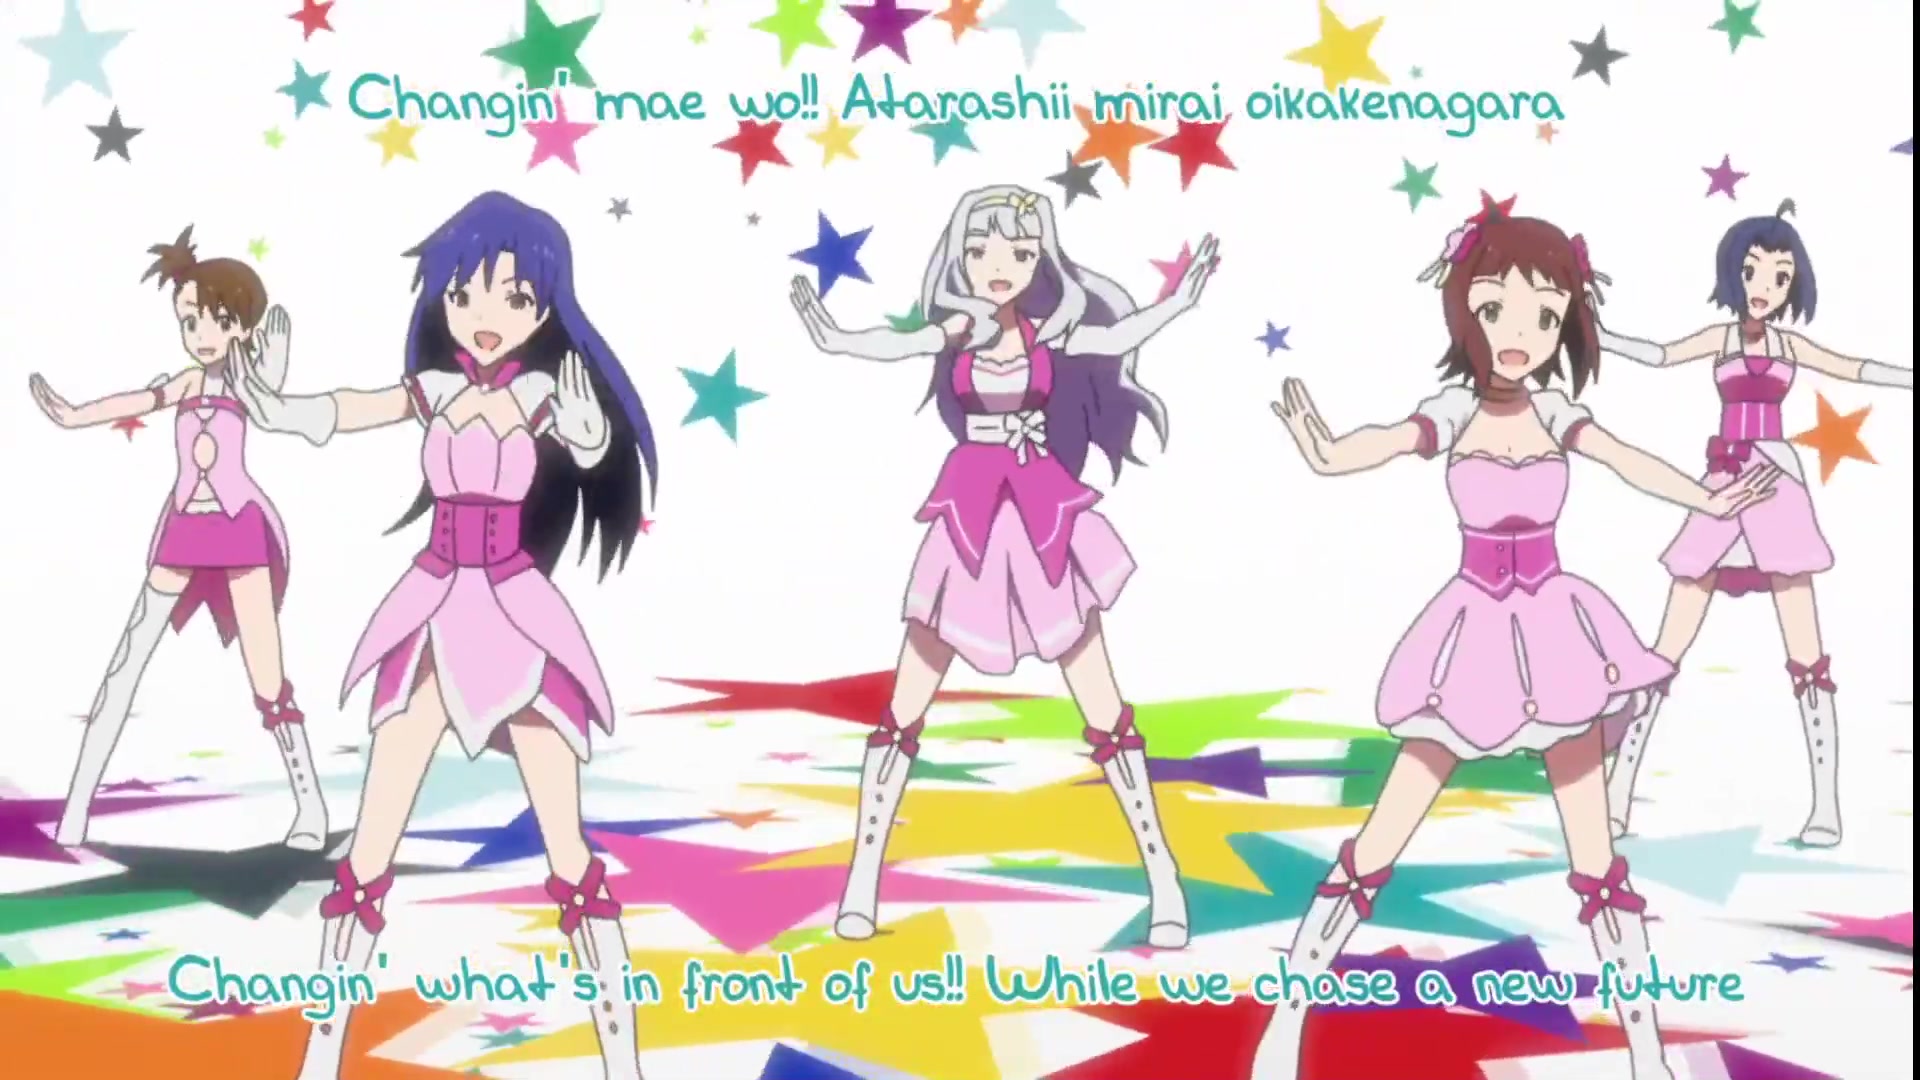 Changin' mae wo!! Atarashii mirai oikakenagara
Changin' what's in front of us!! While we chase a new future